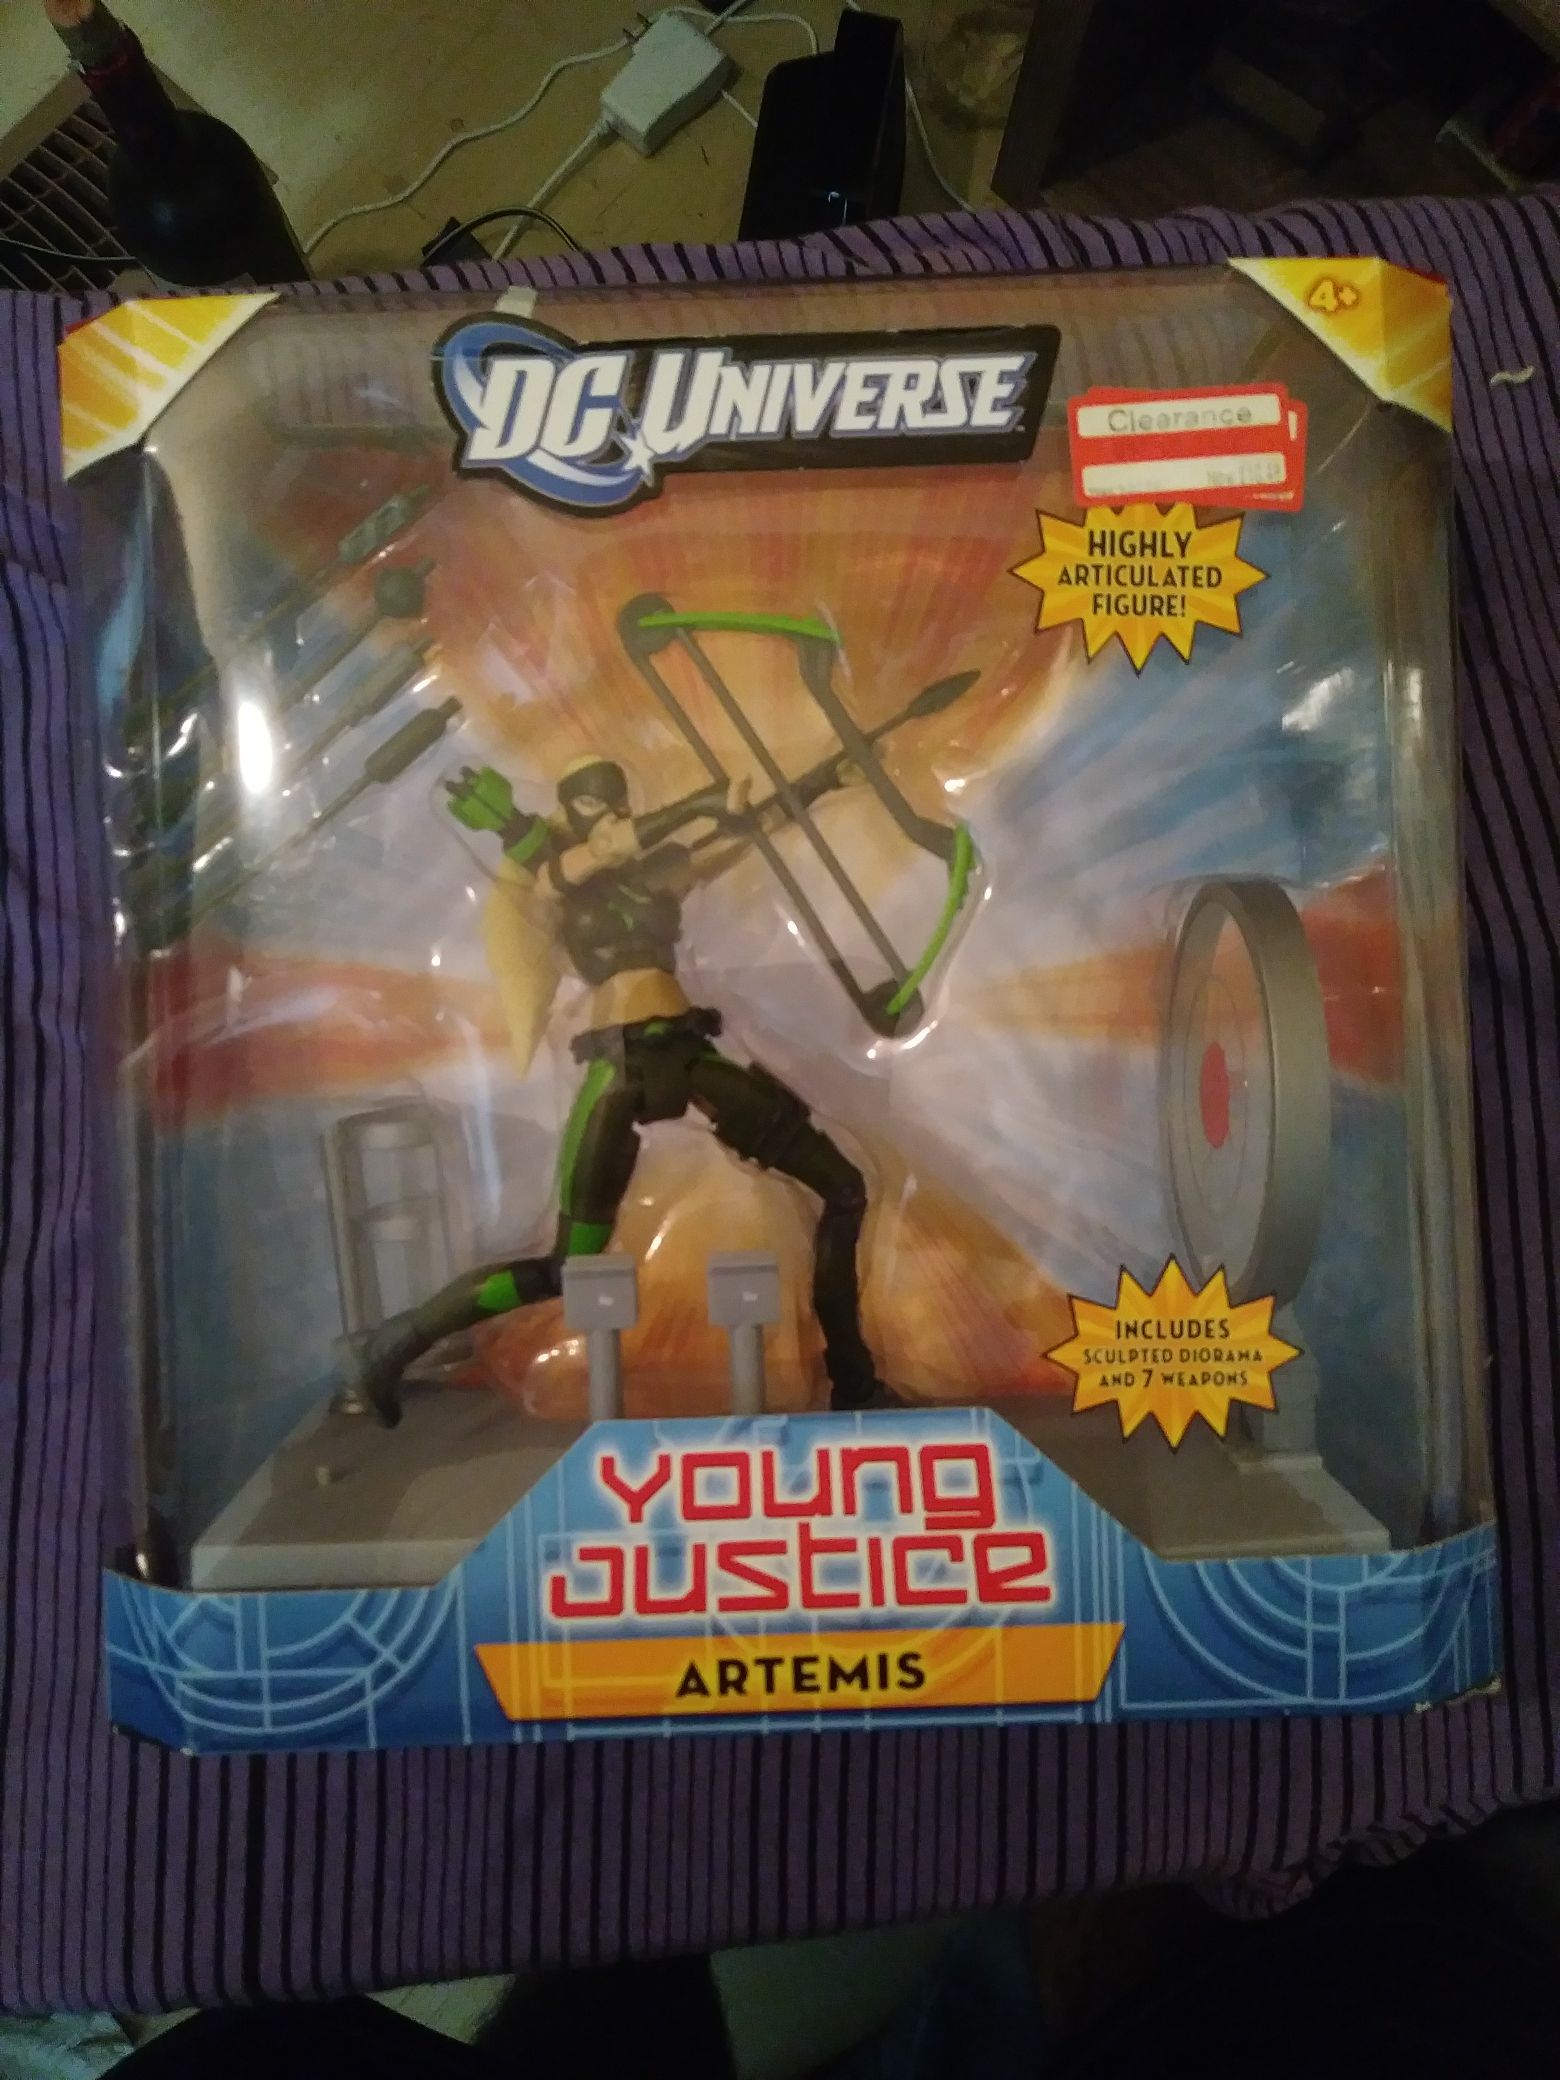 4+
DC UNIVERSE
Clearance
HIGHLY
ARTICULATED
FIGURE!
INCLUDES
SCULPTED DIORAMA
AND 7 WEAPONS
YOUNG
JUSTICE
ARTEMIS